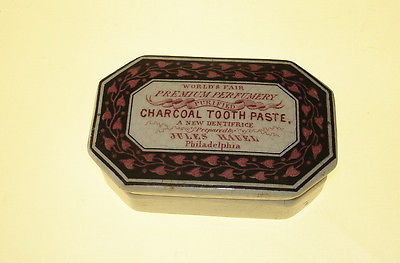 WORLD'S FAIR
PREMIUM PERFUMERY
PURIFIED
CHARCOAL TOOTH PASTE,
A NEW DENTIFRICE
Prepared by
JULES HAUEL,
Philadelphia